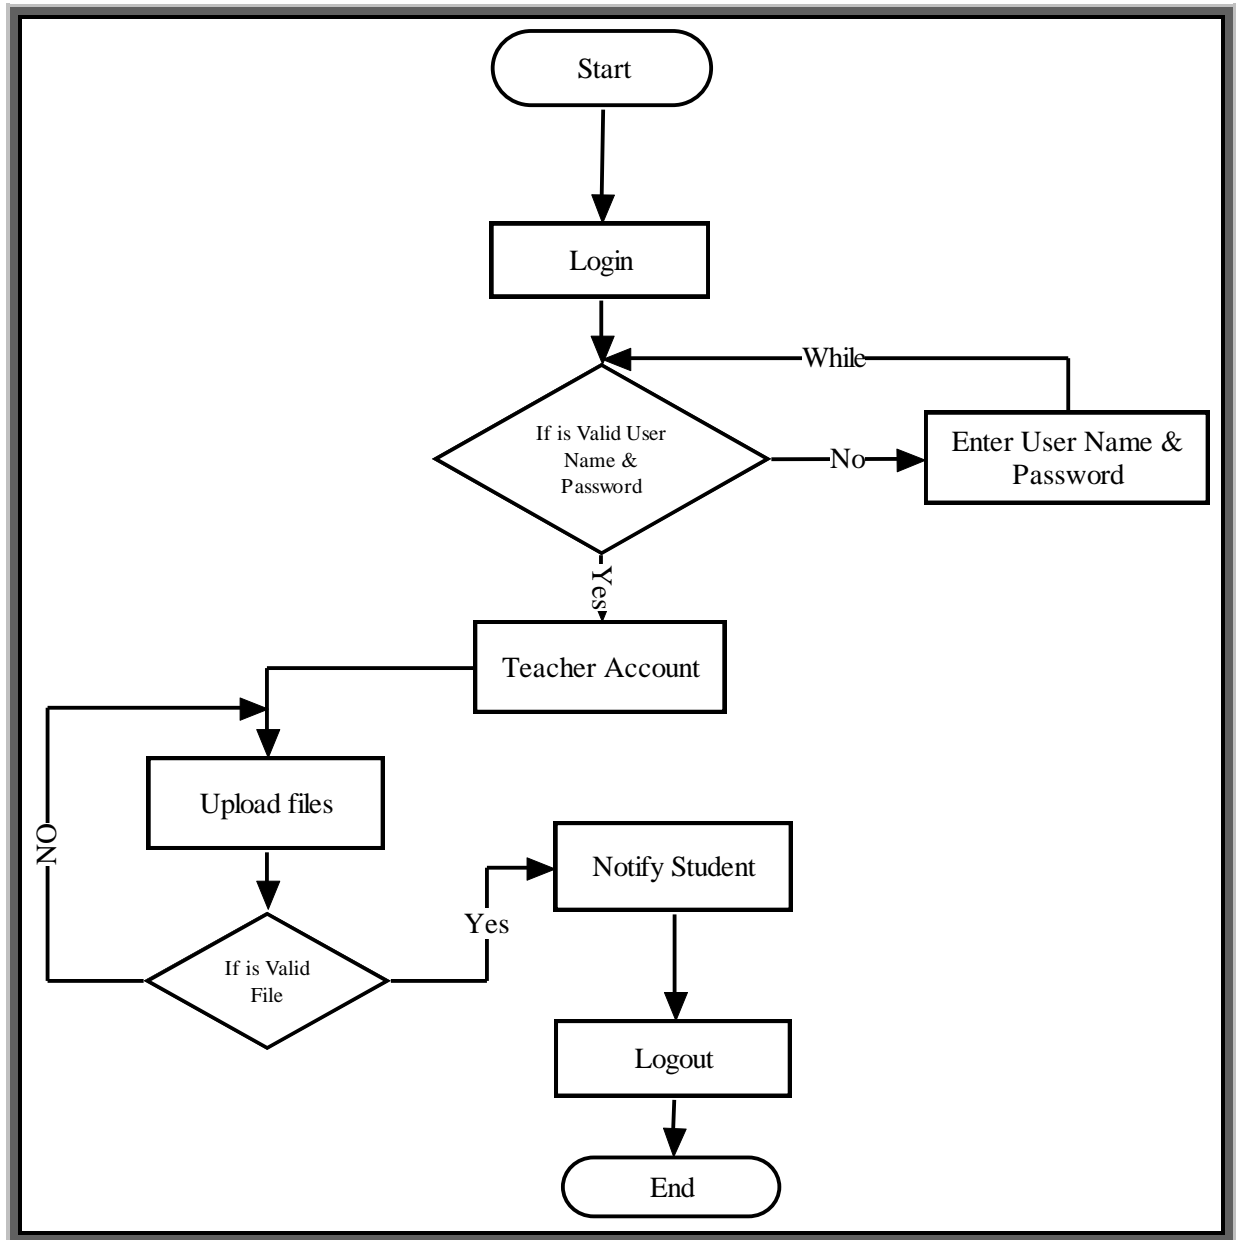 Start
Login
While
If is Valid User
Name &
Password
No
Enter User Name &
Password
Yes
Teacher Account
Upload files
NO
Notify Student
Yes
If is Valid
File
Logout
End